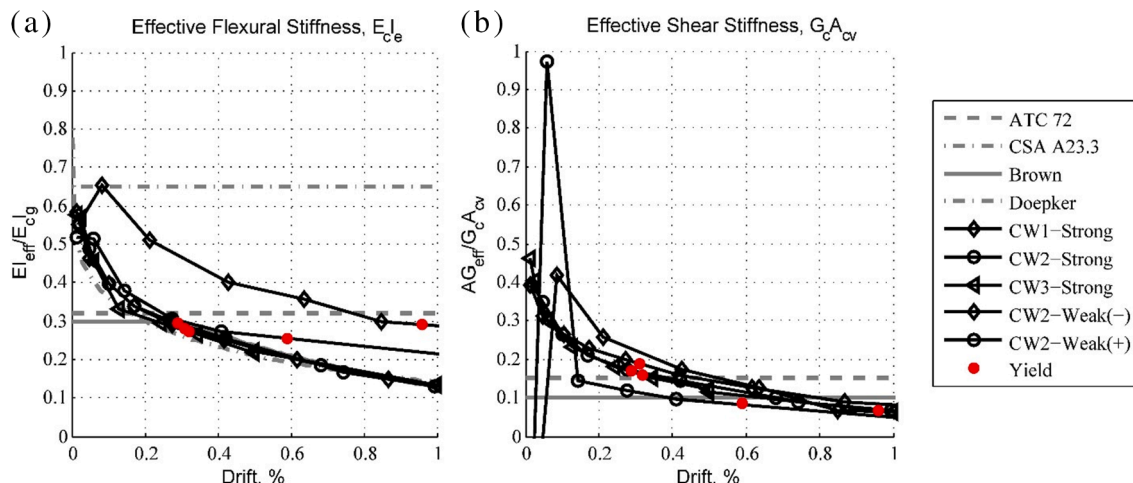 (a)
Effective Flexural Stiffness, EcIe
1
0.9
0.8
0.7
0.6
0.5
0.4
0.3
0.2
0.1
0
EIeff/EcIg
0
0.2
0.4
0.6
0.8
1
Drift, %
(b)
Effective Shear Stiffness, GcAcv
1
0.9
0.8
0.7
0.6
0.5
0.4
0.3
0.2
0.1
0
AGeff/GcAcv
0
0.2
0.4
0.6
0.8
1
Drift, %
ATC 72
CSA A23.3
Brown
Doepker
CW1-Strong
CW2-Strong
CW3-Strong
CW2-Weak(-)
CW2-Weak(+)
Yield